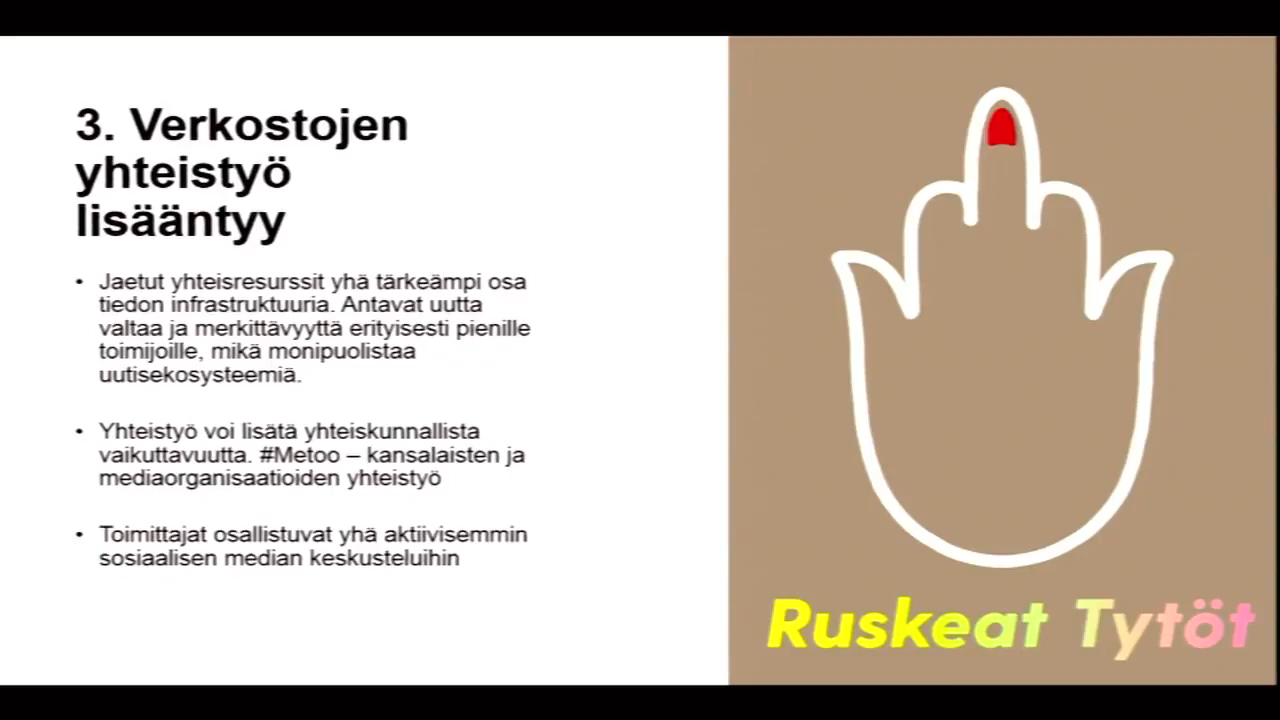 3. Verkostojen
yhteistyö
lisääntyy
• Jaetut yhteisresurssit yhä tärkeämpi osa
tiedon infrastruktuuria. Antavat uutta
valtaa ja merkittävyyttä erityisesti pienille
toimijoille, mikä monipuolistaa
uutisekosysteemiä.
• Yhteistyö voi lisätä yhteiskunnallista
vaikuttavuutta. #Metoo – kansalaisten ja
mediaorganisaatioiden yhteistyö
• Toimittajat osallistuvat yhä aktiivisemmin
sosiaalisen median keskusteluihin
Ruskeat Tytöt